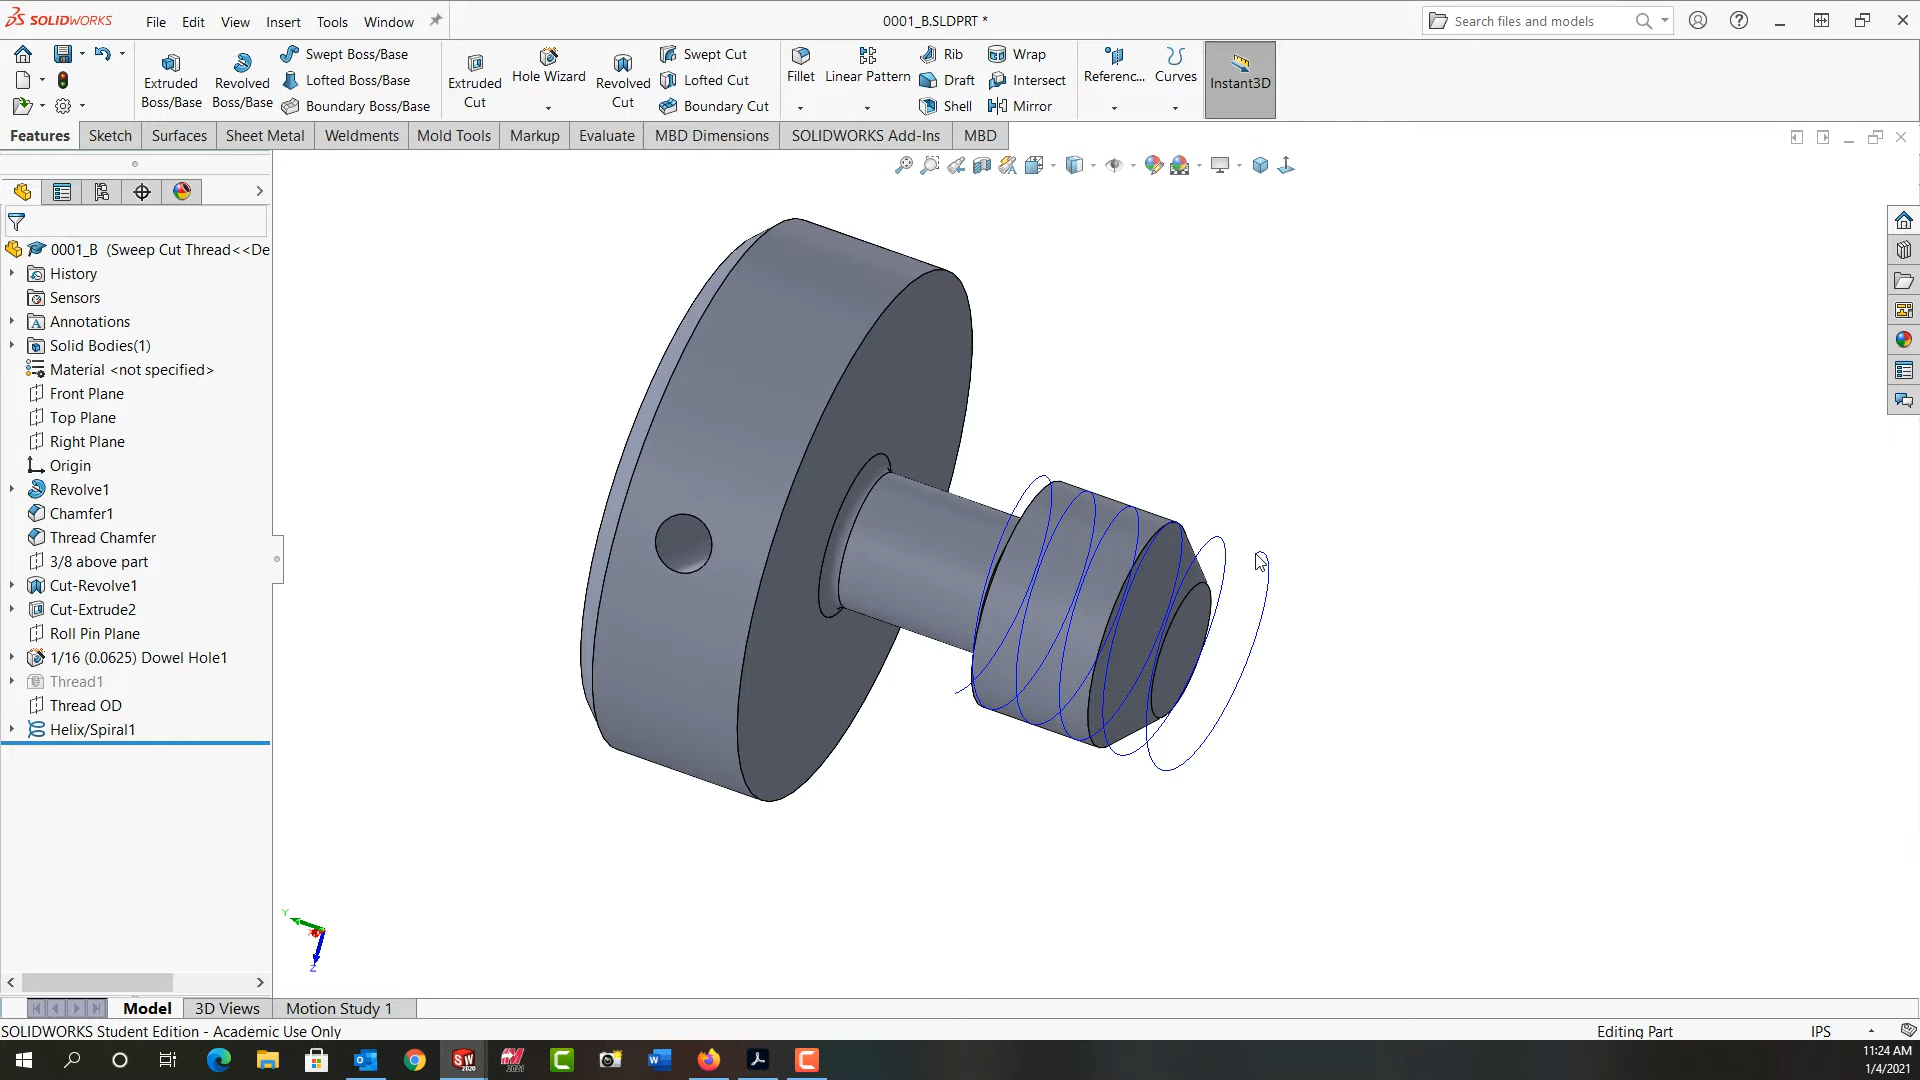 SOLIDWORKS File Edit View Insert Tools Window 0001_B.SLDPRT * Search files and models
Extruded Boss/Base
Revolved Boss/Base
Swept Boss/Base
Lofted Boss/Base
Boundary Boss/Base
Extruded Cut
Hole Wizard
Revolved Cut
Swept Cut
Lofted Cut
Boundary Cut
Fillet
Linear Pattern
Rib
Draft
Shell
Wrap
Intersect
Mirror
Referenc...
Curves
Instant3D
Features Sketch Surfaces Sheet Metal Weldments Mold Tools Markup Evaluate MBD Dimensions SOLIDWORKS Add-Ins MBD
0001_B (Sweep Cut Thread<<De
History
Sensors
Annotations
Solid Bodies(1)
Material <not specified>
Front Plane
Top Plane
Right Plane
Origin
Revolve1
Chamfer1
Thread Chamfer
3/8 above part
Cut-Revolve1
Cut-Extrude2
Roll Pin Plane
1/16 (0.0625) Dowel Hole1
Thread1
Thread OD
Helix/Spiral1
Y
Z
Model 3D Views Motion Study 1
SOLIDWORKS Student Edition - Academic Use Only Editing Part IPS
11:24 AM
1/4/2021